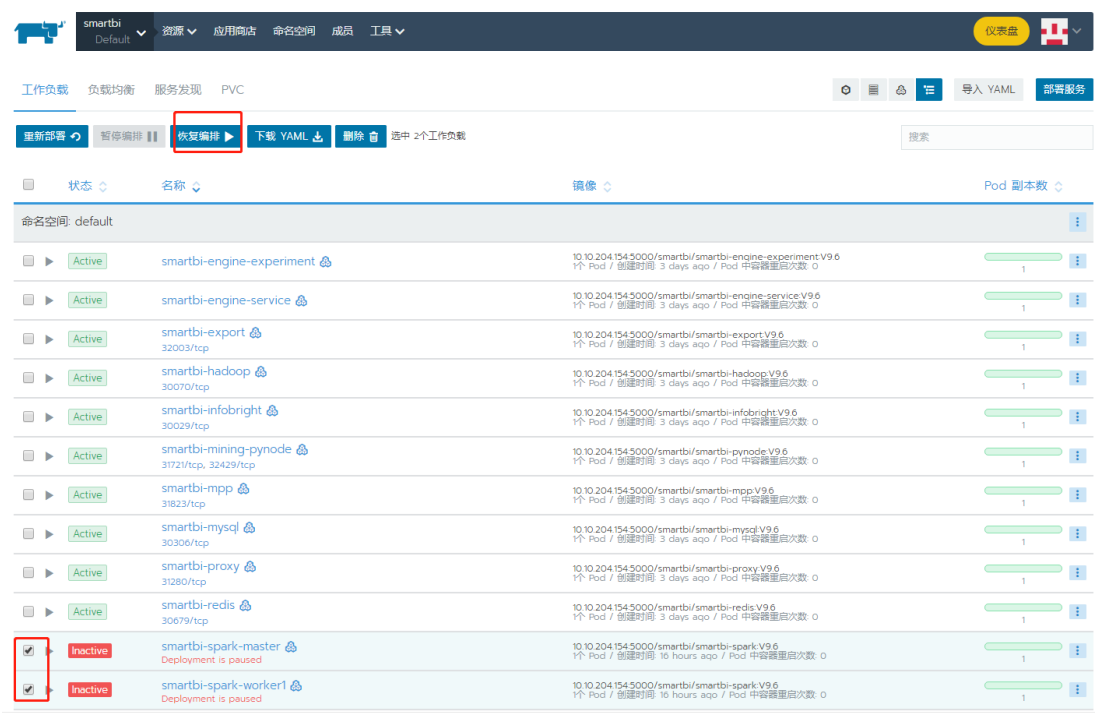 smartbi
Default
资源 应用商店 命名空间 成员 工具 仪表盘
工作负载 负载均衡 服务发现 PVC 导入 YAML 部署服务
重新部署 暂停编排 恢复编排 下载 YAML 删除 选中 2个工作负载 搜索
状态 名称 镜像 Pod 副本数
命名空间: default
Active smartbi-engine-experiment 10.10.204.154:5000/smartbi/smartbi-engine-experiment:V9.6
1个 Pod / 创建时间: 3 days ago / Pod 中容器重启次数: 0 1
Active smartbi-engine-service 10.10.204.154:5000/smartbi/smartbi-engine-service:V9.6
1个 Pod / 创建时间: 3 days ago / Pod 中容器重启次数: 0 1
Active smartbi-export 10.10.204.154:5000/smartbi/smartbi-export:V9.6
32003/tcp 1个 Pod / 创建时间: 3 days ago / Pod 中容器重启次数: 0 1
Active smartbi-hadoop 10.10.204.154:5000/smartbi/smartbi-hadoop:V9.6
30070/tcp 1个 Pod / 创建时间: 3 days ago / Pod 中容器重启次数: 0 1
Active smartbi-infobright 10.10.204.154:5000/smartbi/smartbi-infobright:V9.6
30029/tcp 1个 Pod / 创建时间: 3 days ago / Pod 中容器重启次数: 0 1
Active smartbi-mining-pynode 10.10.204.154:5000/smartbi/smartbi-pynode:V9.6
31721/tcp, 32429/tcp 1个 Pod / 创建时间: 3 days ago / Pod 中容器重启次数: 0 1
Active smartbi-mpp 10.10.204.154:5000/smartbi/smartbi-mpp:V9.6
31823/tcp 1个 Pod / 创建时间: 3 days ago / Pod 中容器重启次数: 0 1
Active smartbi-mysql 10.10.204.154:5000/smartbi/smartbi-mysql:V9.6
30306/tcp 1个 Pod / 创建时间: 3 days ago / Pod 中容器重启次数: 0 1
Active smartbi-proxy 10.10.204.154:5000/smartbi/smartbi-proxy:V9.6
31280/tcp 1个 Pod / 创建时间: 3 days ago / Pod 中容器重启次数: 0 1
Active smartbi-redis 10.10.204.154:5000/smartbi/smartbi-redis:V9.6
30679/tcp 1个 Pod / 创建时间: 3 days ago / Pod 中容器重启次数: 0 1
Inactive smartbi-spark-master 10.10.204.154:5000/smartbi/smartbi-spark:V9.6
Deployment is paused 1个 Pod / 创建时间: 16 hours ago / Pod 中容器重启次数: 0 1
Inactive smartbi-spark-worker1 10.10.204.154:5000/smartbi/smartbi-spark:V9.6
Deployment is paused 1个 Pod / 创建时间: 16 hours ago / Pod 中容器重启次数: 0 1